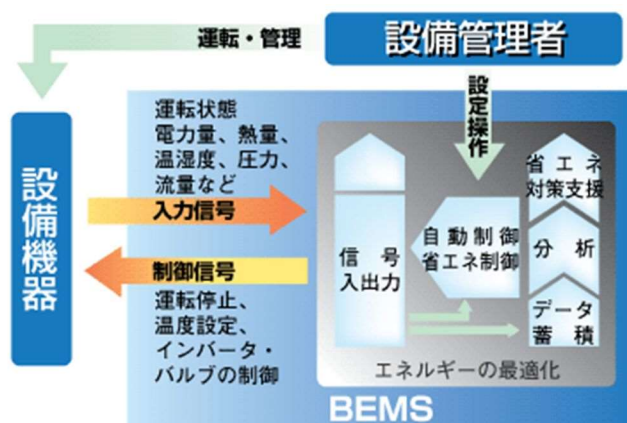 運転・管理
設備管理者
設定操作
設備機器
運転状態
電力量、熱量、
温湿度、圧力、
流量など
入力信号
制御信号
運転停止、
温度設定、
インバータ・
バルブの制御
信号
入出力
自動制御
省エネ制御
省エネ
対策支援
分析
データ
蓄積
エネルギーの最適化
BEMS